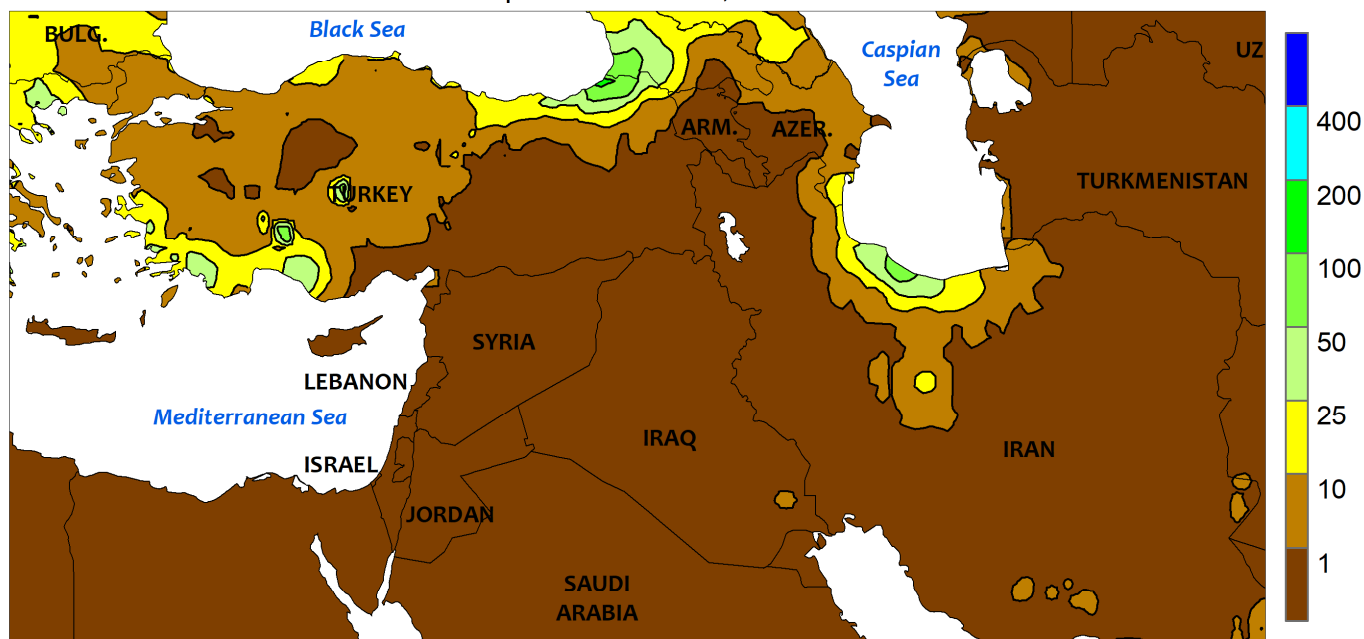 BULG.
Black Sea
Caspian
Sea
UZ
400
ARM.
AZER.
TURKEY
TURKMENISTAN
200
100
SYRIA
50
LEBANON
Mediterranean Sea
25
IRAQ
IRAN
ISRAEL
10
JORDAN
1
SAUDI
ARABIA